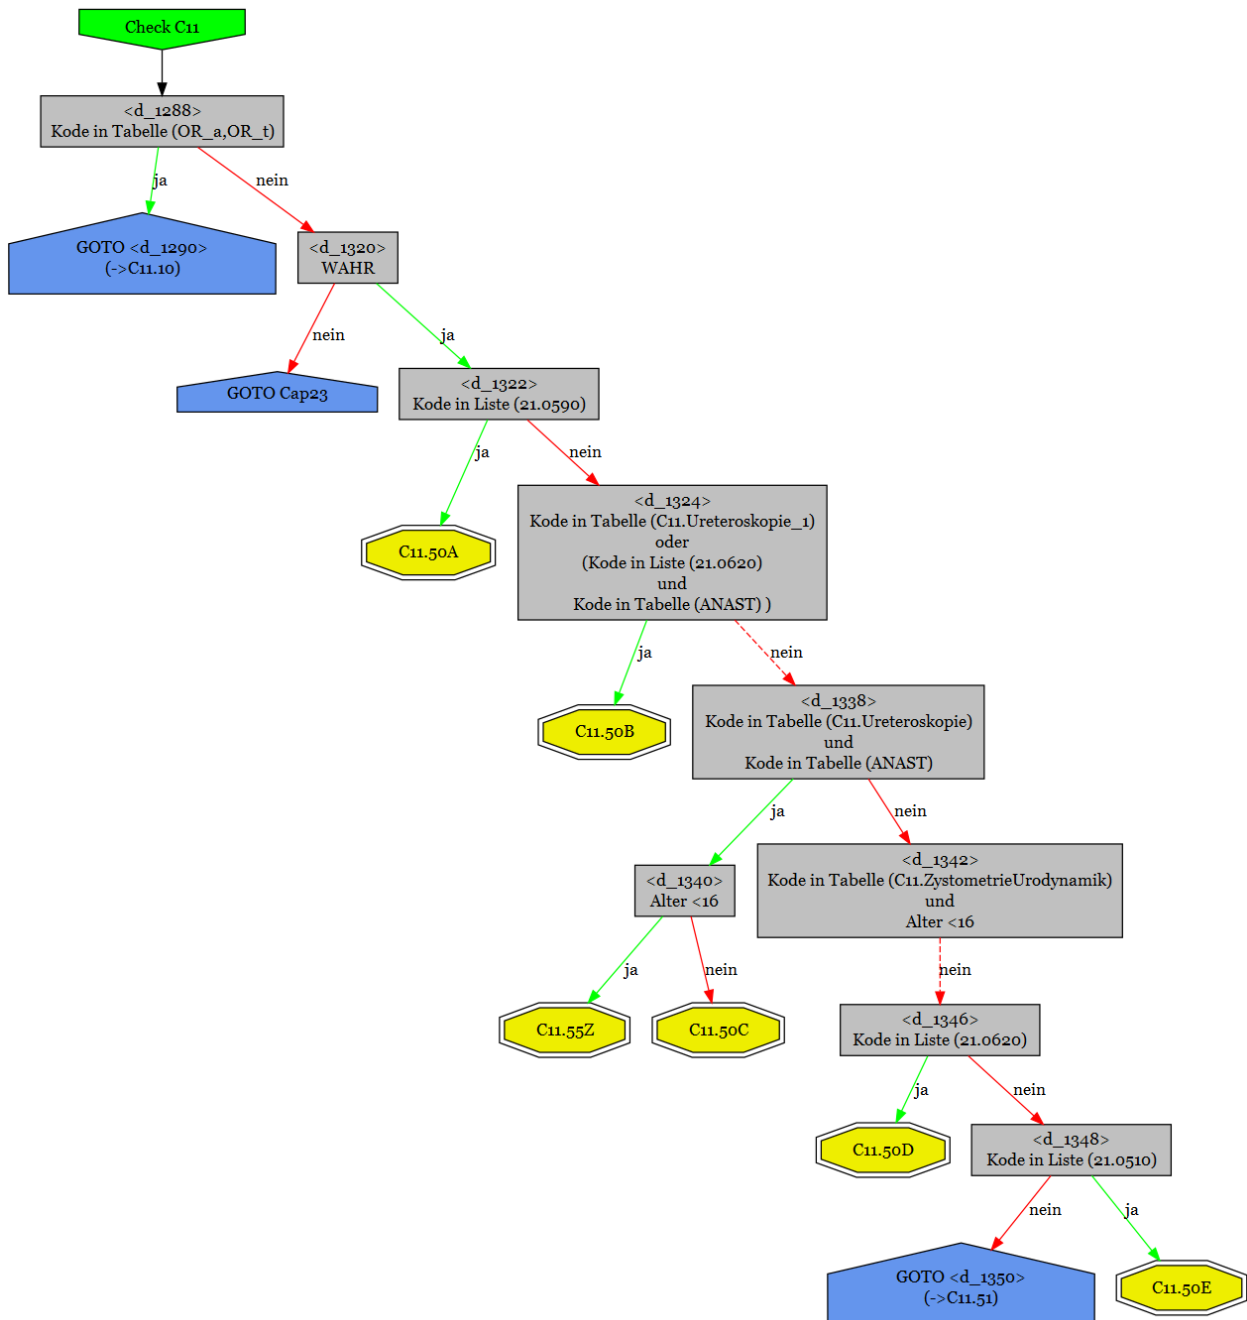 Check C11
<d_1288>
Kode in Tabelle (OR_a,OR_t)
ja
nein
GOTO <d_1290>
(->C11.10)
<d_1320>
WAHR
nein
ja
GOTO Cap23
<d_1322>
Kode in Liste (21.0590)
ja
nein
C11.50A
<d_1324>
Kode in Tabelle (C11.Ureteroskopie_1)
oder
(Kode in Liste (21.0620)
und
Kode in Tabelle (ANAST) )
ja
nein
C11.50B
<d_1338>
Kode in Tabelle (C11.Ureteroskopie)
und
Kode in Tabelle (ANAST)
ja
nein
<d_1340>
Alter <16
<d_1342>
Kode in Tabelle (C11.ZystometrieUrodynamik)
und
Alter <16
ja
nein
nein
C11.55Z
C11.50C
<d_1346>
Kode in Liste (21.0620)
ja
nein
C11.50D
<d_1348>
Kode in Liste (21.0510)
nein
ja
GOTO <d_1350>
(->C11.51)
C11.50E